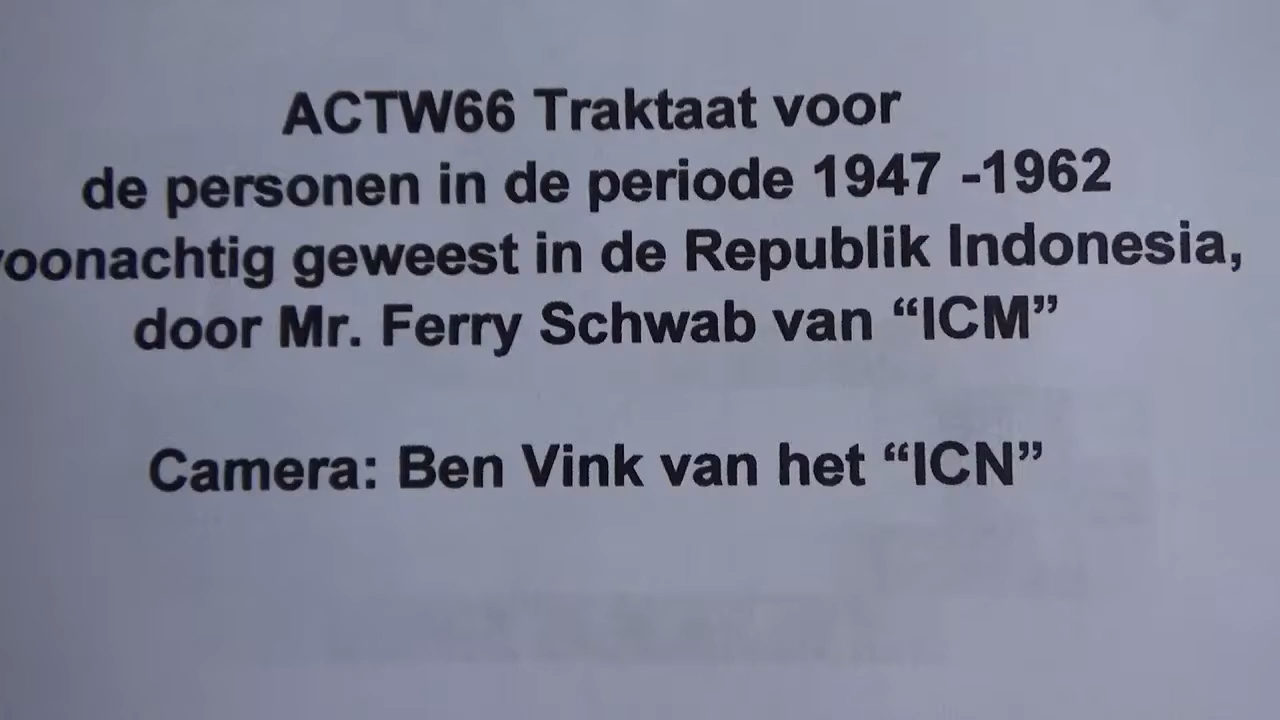 ACTW66 Traktaat voor
de personen in de periode 1947 -1962
oonachtig geweest in de Republik Indonesia,
door Mr. Ferry Schwab van “ICM”
Camera: Ben Vink van het “ICN”